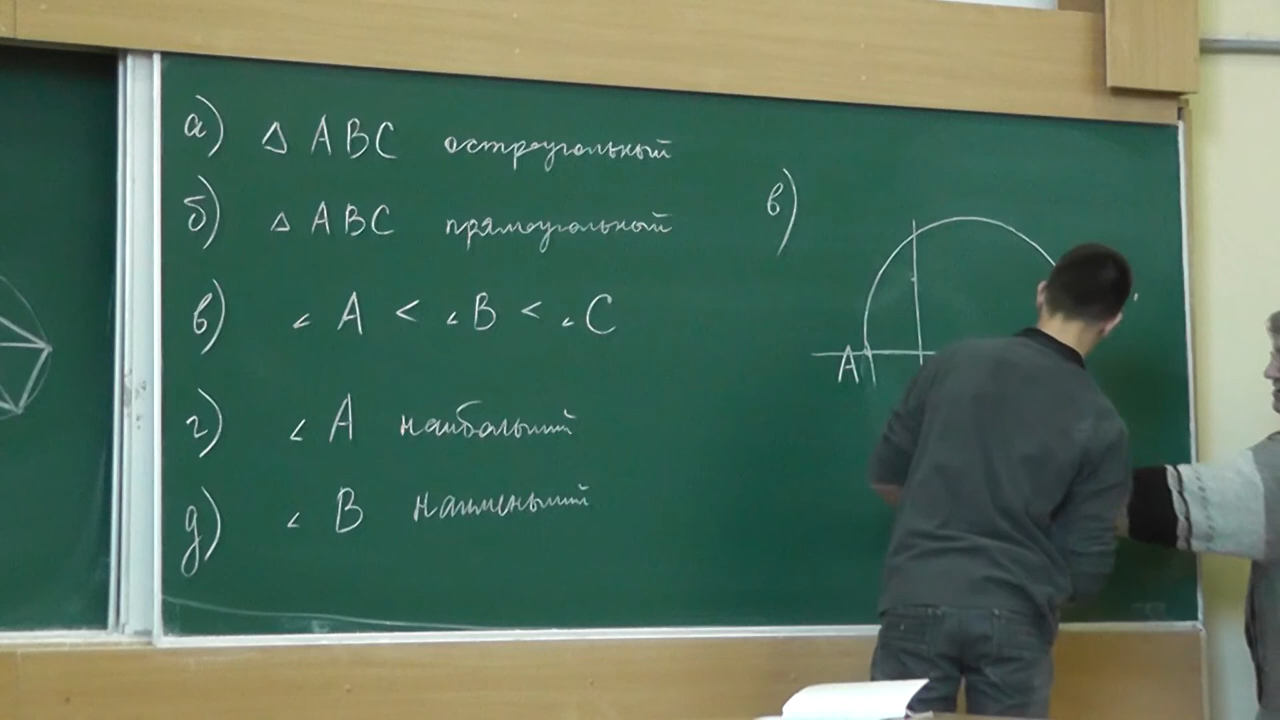 а) △ ABC остроугольный
б) △ ABC прямоугольный
в) ∠ A < ∠ B < ∠ C
г) ∠ A наибольший
д) ∠ B наименьший
в)
A